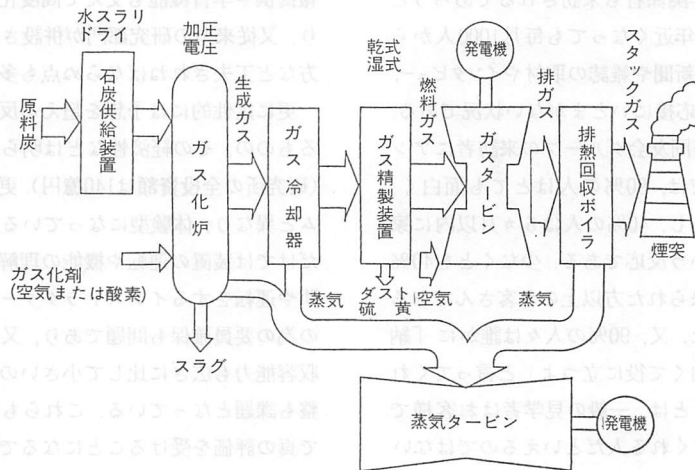 水スラリ
ドライ
加圧
電圧
乾式
湿式
発電機
スタックガス
原料炭
石炭供給装置
ガス化炉
生成ガス
ガス冷却器
ガス精製装置
燃料ガス
ガスタービン
排ガス
排熱回収ボイラ
煙突
ガス化剤
(空気または酸素)
蒸気
ダスト
硫黄
空気
蒸気
スラグ
蒸気タービン
発電機